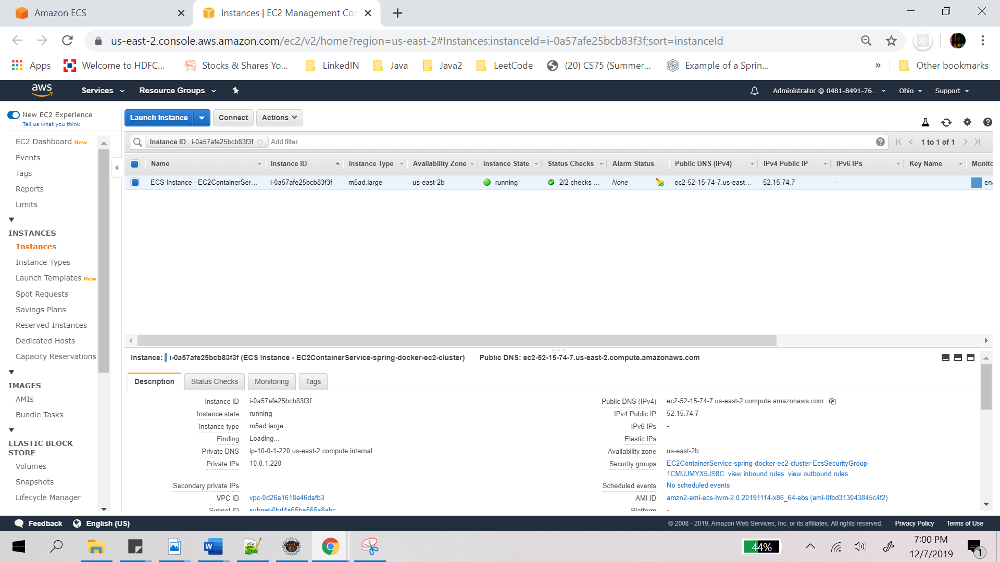 Amazon ECS
Instances | EC2 Management Con
us-east-2.console.aws.amazon.com/ec2/v2/home?region=us-east-2#Instances:instanceId=i-0a57afe25bcb83f3f;sort=instanceId
Apps Welcome to HDFC... Stocks & Shares Yo... LinkedIN Java Java2 LeetCode (20) CS75 (Summer... Example of a Sprin... » Other bookmarks
aws Services Resource Groups Administrator @ 0481-8491-76... Ohio Support
New EC2 Experience
Tell us what you think
EC2 Dashboard New
Events
Tags
Reports
Limits
INSTANCES
Instances
Instance Types
Launch Templates New
Spot Requests
Savings Plans
Reserved Instances
Dedicated Hosts
Capacity Reservations
IMAGES
AMIs
Bundle Tasks
ELASTIC BLOCK
STORE
Volumes
Snapshots
Lifecycle Manager
Launch Instance Connect Actions
Instance ID : i-0a57afe25bcb83f3f Add filter 1 to 1 of 1
Name Instance ID Instance Type Availability Zone Instance State Status Checks Alarm Status Public DNS (IPv4) IPv4 Public IP IPv6 IPs Key Name Monito
ECS Instance - EC2ContainerSer... i-0a57afe25bcb83f3f m5ad.large us-east-2b running 2/2 checks ... None ec2-52-15-74-7.us-east... 52.15.74.7 - ena
Instance: i-0a57afe25bcb83f3f (ECS Instance - EC2ContainerService-spring-docker-ec2-cluster) Public DNS: ec2-52-15-74-7.us-east-2.compute.amazonaws.com
Description Status Checks Monitoring Tags
Instance ID i-0a57afe25bcb83f3f
Instance state running
Instance type m5ad.large
Finding Loading...
Private DNS ip-10-0-1-220.us-east-2.compute.internal
Private IPs 10.0.1.220
Secondary private IPs
VPC ID vpc-0d26a1618e46dafb3
Subnet ID subnet-0bd4a65ba565a8abc
Public DNS (IPv4) ec2-52-15-74-7.us-east-2.compute.amazonaws.com
IPv4 Public IP 52.15.74.7
IPv6 IPs -
Elastic IPs
Availability zone us-east-2b
Security groups EC2ContainerService-spring-docker-ec2-cluster-EcsSecurityGroup-
1CMUJMYX5JS8C. view inbound rules. view outbound rules
Scheduled events No scheduled events
AMI ID amzn2-ami-ecs-hvm-2.0.20191114-x86_64-ebs (ami-0fbd313043845c4f2)
Platform -
Feedback English (US) © 2008 - 2019, Amazon Web Services, Inc. or its affiliates. All rights reserved. Privacy Policy Terms of Use
44%
7:00 PM
12/7/2019
1